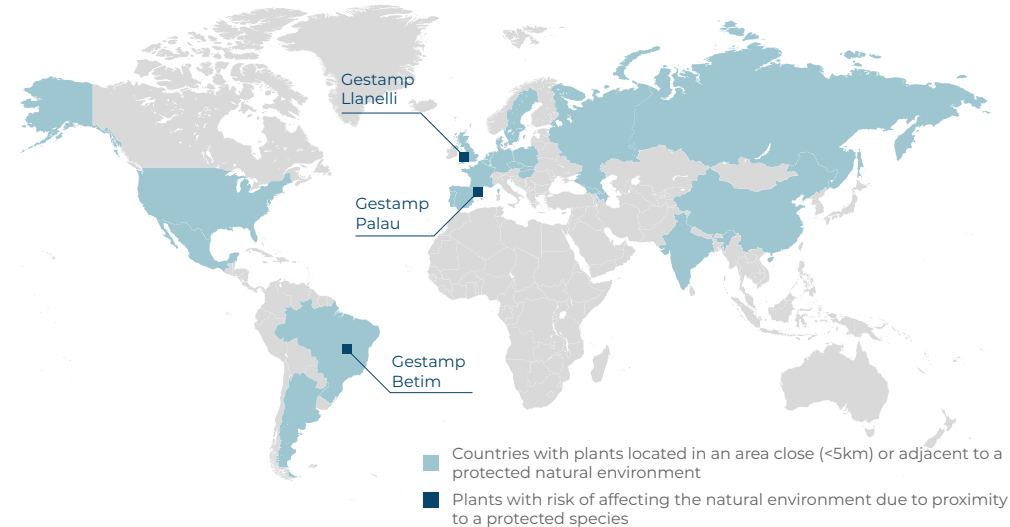 Gestamp
Llanelli
Gestamp
Palau
Gestamp
Betim
Countries with plants located in an area close (<5km) or adjacent to a
protected natural environment
Plants with risk of affecting the natural environment due to proximity
to a protected species